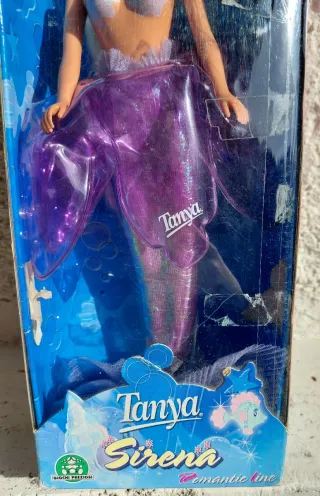 Tanya
Tanya®
Sirena
Romantic line
GIOCHI PREZIOSI